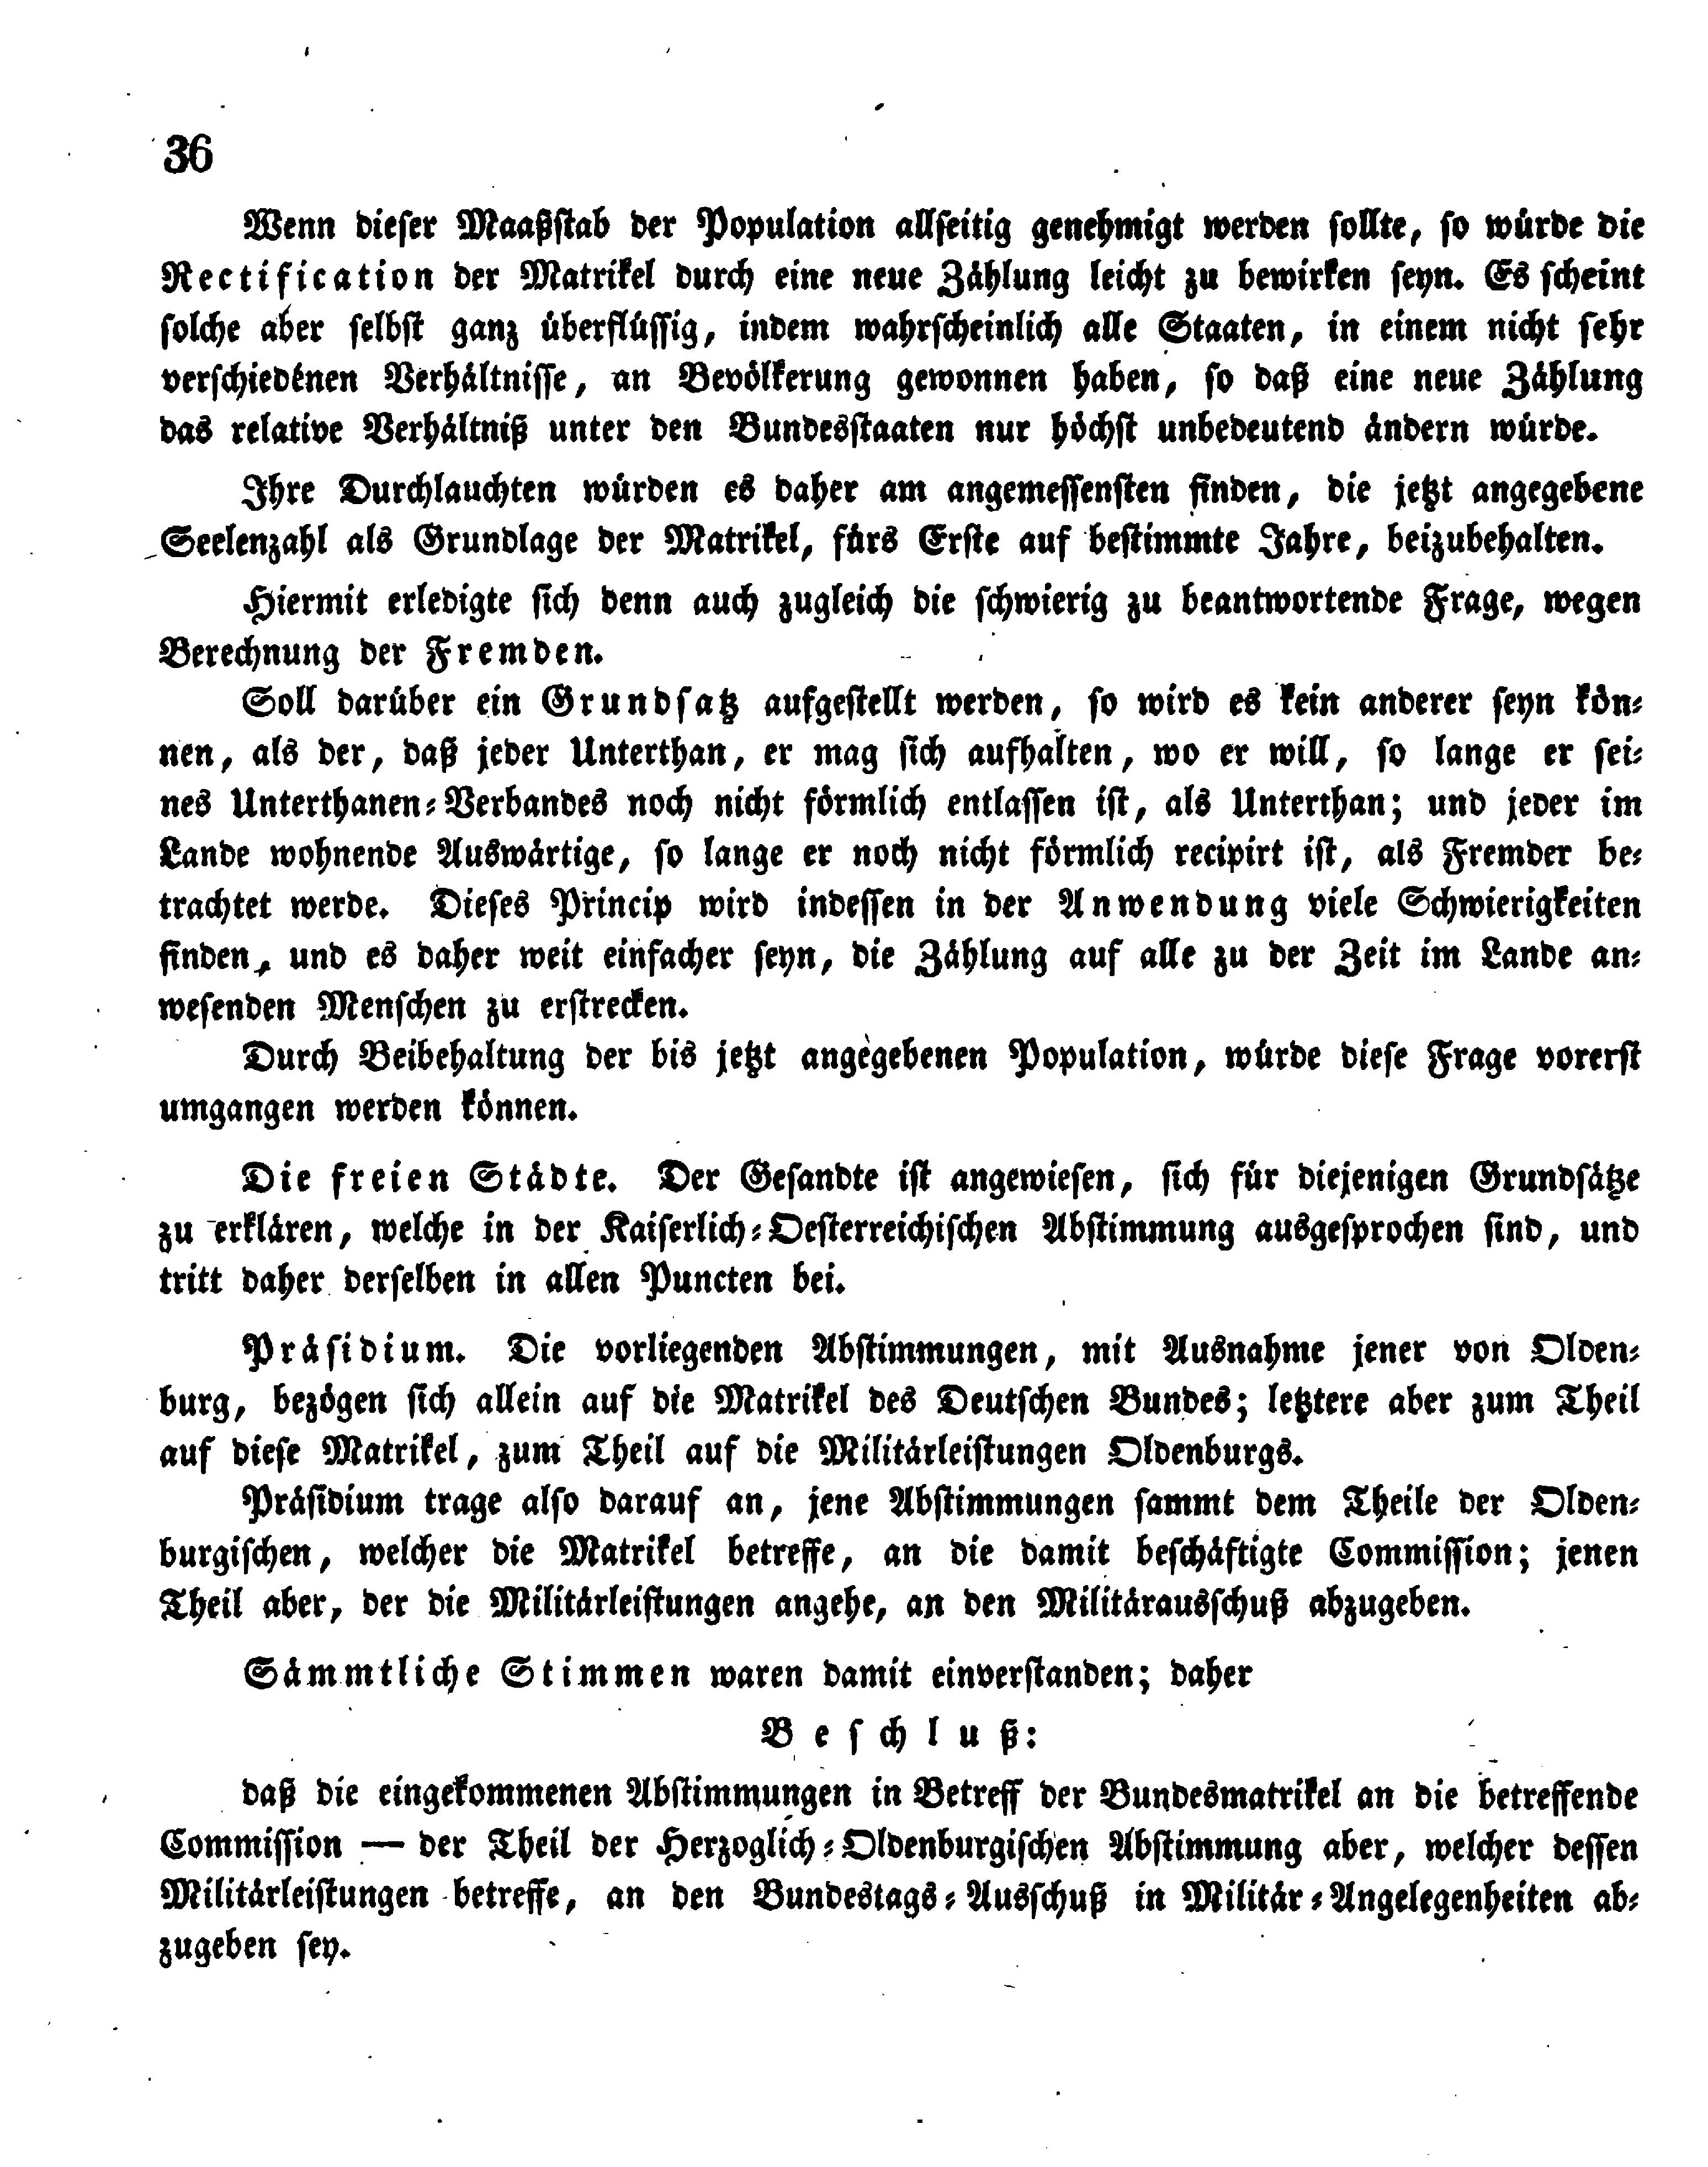 36
Wenn dieser Maaßstab der Population allseitig genehmigt werden sollte, so würde die
Rectification der Matrikel durch eine neue Zählung leicht zu bewirken seyn. Es scheint
solche aber selbst ganz überflüssig, indem wahrscheinlich alle Staaten, in einem nicht sehr
verschiedenen Verhältnisse, an Bevölkerung gewonnen haben, so daß eine neue Zählung
das relative Verhältniß unter den Bundesstaaten nur höchst unbedeutend ändern würde.
Ihre Durchlauchten würden es daher am angemessensten finden, die jetzt angegebene
Seelenzahl als Grundlage der Matrikel, fürs Erste auf bestimmte Jahre, beizubehalten.
Hiermit erledigte sich denn auch zugleich die schwierig zu beantwortende Frage, wegen
Berechnung der Fremden.
Soll darüber ein Grundsatz aufgestellt werden, so wird es kein anderer seyn kön-
nen, als der, daß jeder Unterthan, er mag sich aufhalten, wo er will, so lange er sei-
nes Unterthanen-Verbandes noch nicht förmlich entlassen ist, als Unterthan; und jeder im
Lande wohnende Auswärtige, so lange er noch nicht förmlich recipirt ist, als Fremder be-
trachtet werde. Dieses Princip wird indessen in der Anwendung viele Schwierigkeiten
finden, und es daher weit einfacher seyn, die Zählung auf alle zu der Zeit im Lande an-
wesenden Menschen zu erstrecken.
Durch Beibehaltung der bis jetzt angegebenen Population, würde diese Frage vorerst
umgangen werden können.
Die freien Städte. Der Gesandte ist angewiesen, sich für diejenigen Grundsätze
zu erklären, welche in der Kaiserlich-Oesterreichischen Abstimmung ausgesprochen sind, und
tritt daher derselben in allen Puncten bei.
Präsidium. Die vorliegenden Abstimmungen, mit Ausnahme jener von Olden-
burg, bezögen sich allein auf die Matrikel des Deutschen Bundes; letztere aber zum Theil
auf diese Matrikel, zum Theil auf die Militärleistungen Oldenburgs.
Präsidium trage also darauf an, jene Abstimmungen sammt dem Theile der Olden-
burgischen, welcher die Matrikel betreffe, an die damit beschäftigte Commission; jenen
Theil aber, der die Militärleistungen angehe, an den Militärausschuß abzugeben.
Sämmtliche Stimmen waren damit einverstanden; daher
Beschluß:
daß die eingekommenen Abstimmungen in Betreff der Bundesmatrikel an die betreffende
Commission — der Theil der Herzoglich-Oldenburgischen Abstimmung aber, welcher dessen
Militärleistungen betreffe, an den Bundestags-Ausschuß in Militär-Angelegenheiten ab-
zugeben sey.